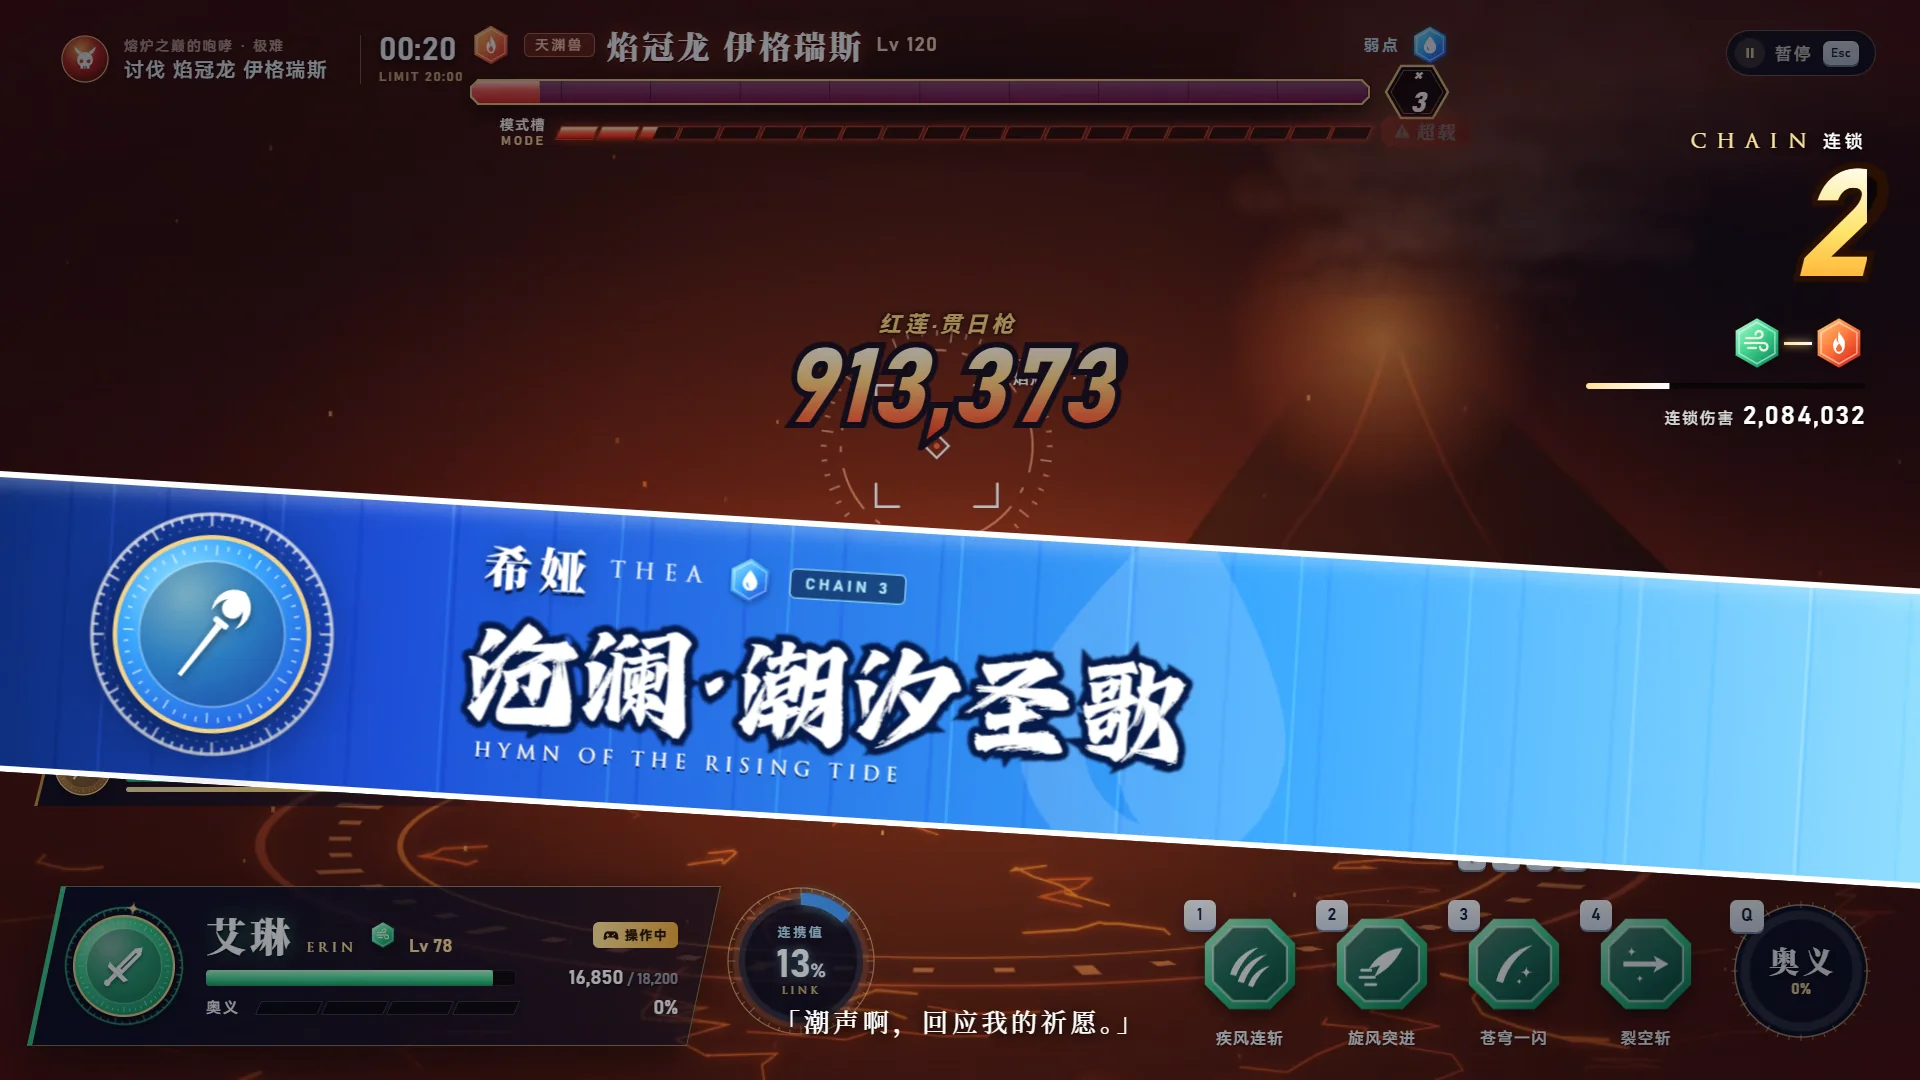 熔炉之巅的咆哮 · 极难
讨伐 焰冠龙 伊格瑞斯
00:20
LIMIT 20:00
天渊兽
焰冠龙 伊格瑞斯
Lv 120
弱点
×
3
暂停
Esc
模式槽
MODE
超载
CHAIN 连锁
2
连锁伤害 2,084,032
红莲·贯日枪
913,373
希娅 THEA
CHAIN 3
沧澜·潮汐圣歌
HYMN OF THE RISING TIDE
艾琳 ERIN Lv 78
操作中
16,850 / 18,200
奥义
0%
连携值
13%
LINK
「潮声啊，回应我的祈愿。」
1
疾风连斩
2
旋风突进
3
苍穹一闪
4
裂空斩
Q
奥义
0%